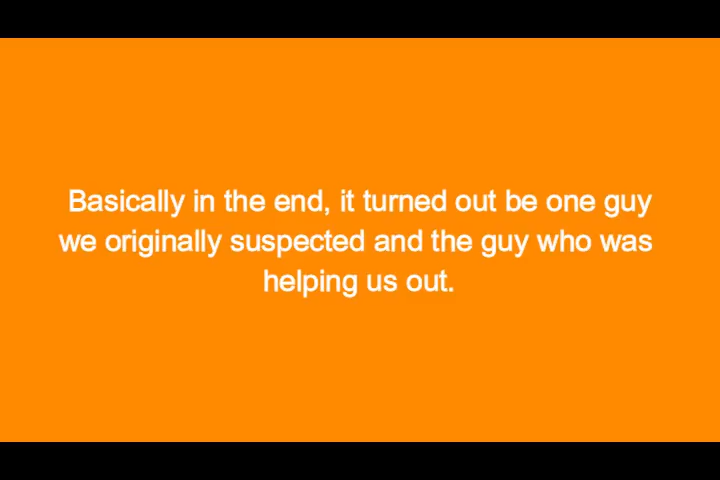 Basically in the end, it turned out be one guy
we originally suspected and the guy who was
helping us out.